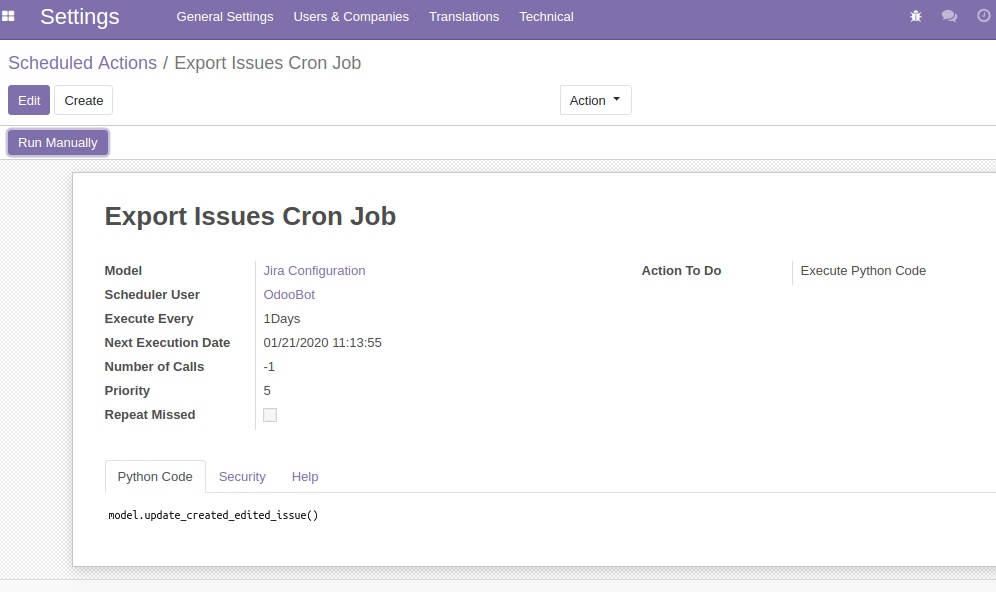 Settings General Settings Users & Companies Translations Technical
Scheduled Actions / Export Issues Cron Job
Edit Create Action
Run Manually
Export Issues Cron Job
Model Jira Configuration Action To Do Execute Python Code
Scheduler User OdooBot
Execute Every 1Days
Next Execution Date 01/21/2020 11:13:55
Number of Calls -1
Priority 5
Repeat Missed
Python Code Security Help
model.update_created_edited_issue()